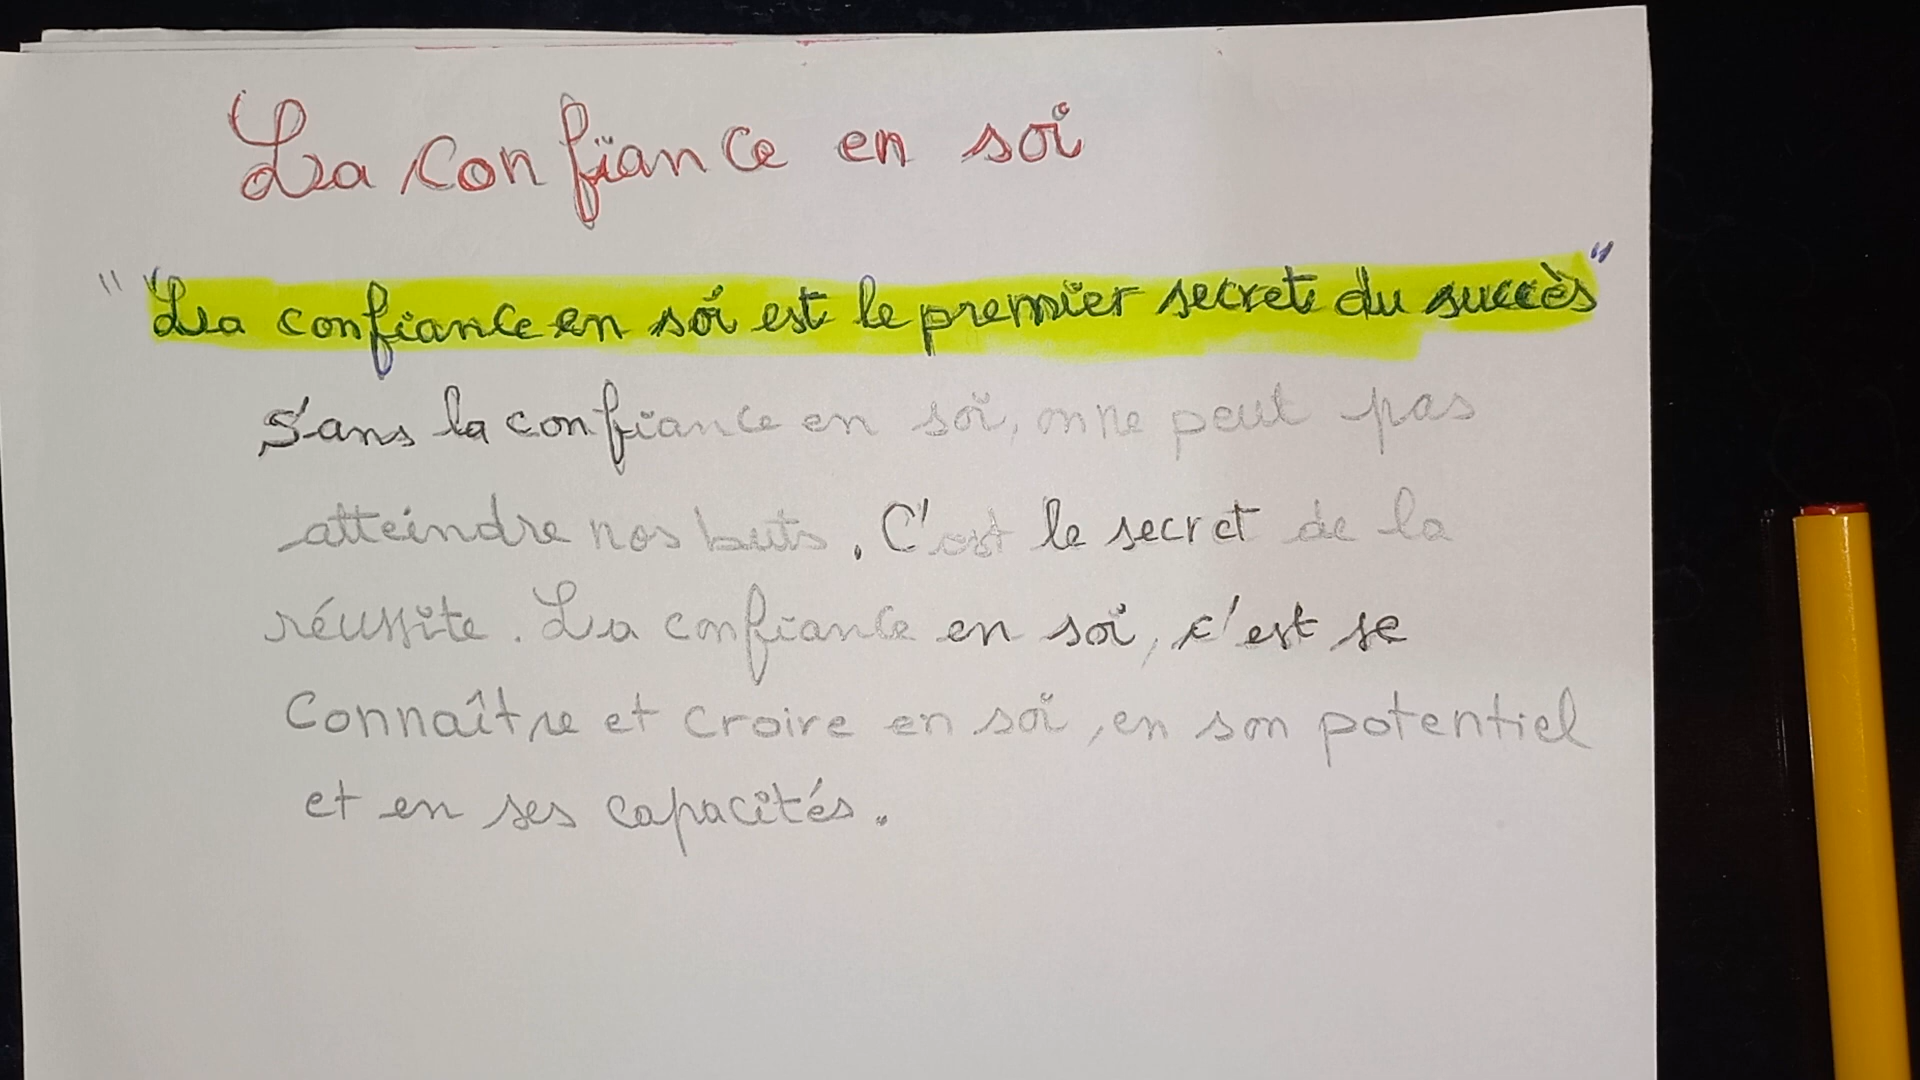 La confiance en soi
"La confiance en soi est le premier secret du succès"
Sans la confiance en soi, on ne peut pas
atteindre nos buts. C'est le secret de la
réussite. La confiance en soi, c'est se
connaître et croire en soi, en son potentiel
et en ses capacités.